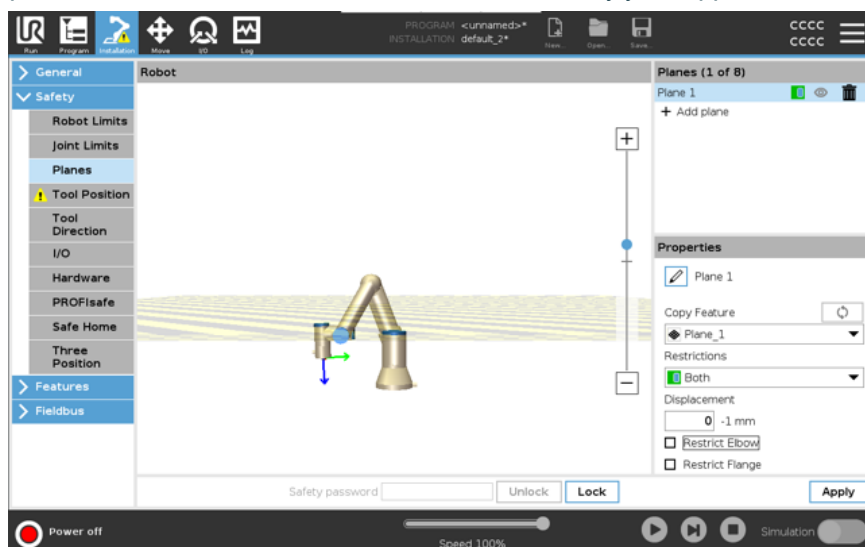 PROGRAM <unnamed>*
INSTALLATION default_2*
UR
Run
Program
Installation
Move
I/O
Log
New...
Open...
Save...
CCCC
CCCC
General
Safety
Robot Limits
Joint Limits
Planes
Tool Position
Tool
Direction
I/O
Hardware
PROFIsafe
Safe Home
Three
Position
Features
Fieldbus
Robot
Planes (1 of 8)
Plane 1
+ Add plane
Properties
Plane 1
Copy Feature
Plane_1
Restrictions
Both
Displacement
0 -1 mm
Restrict Elbow
Restrict Flange
Safety password
Unlock
Lock
Apply
Power off
Speed 100%
Simulation